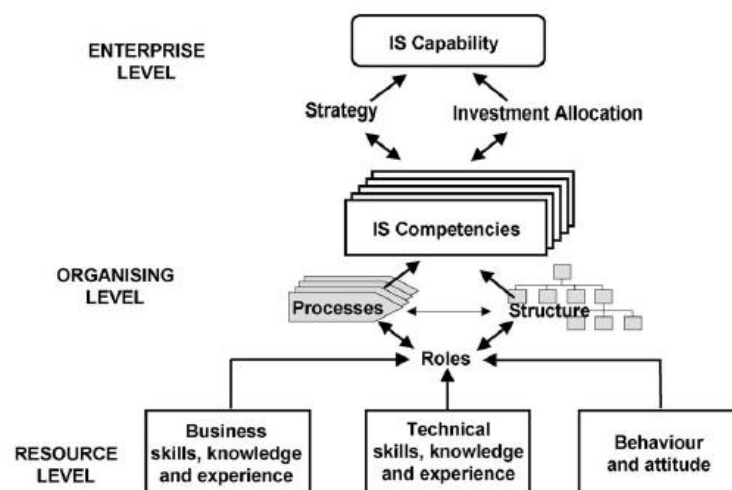 ENTERPRISE
LEVEL
IS Capability
Strategy
Investment Allocation
IS Competencies
ORGANISING
LEVEL
Processes
Structure
Roles
RESOURCE
LEVEL
Business
skills, knowledge
and experience
Technical
skills, knowledge
and experience
Behaviour
and attitude